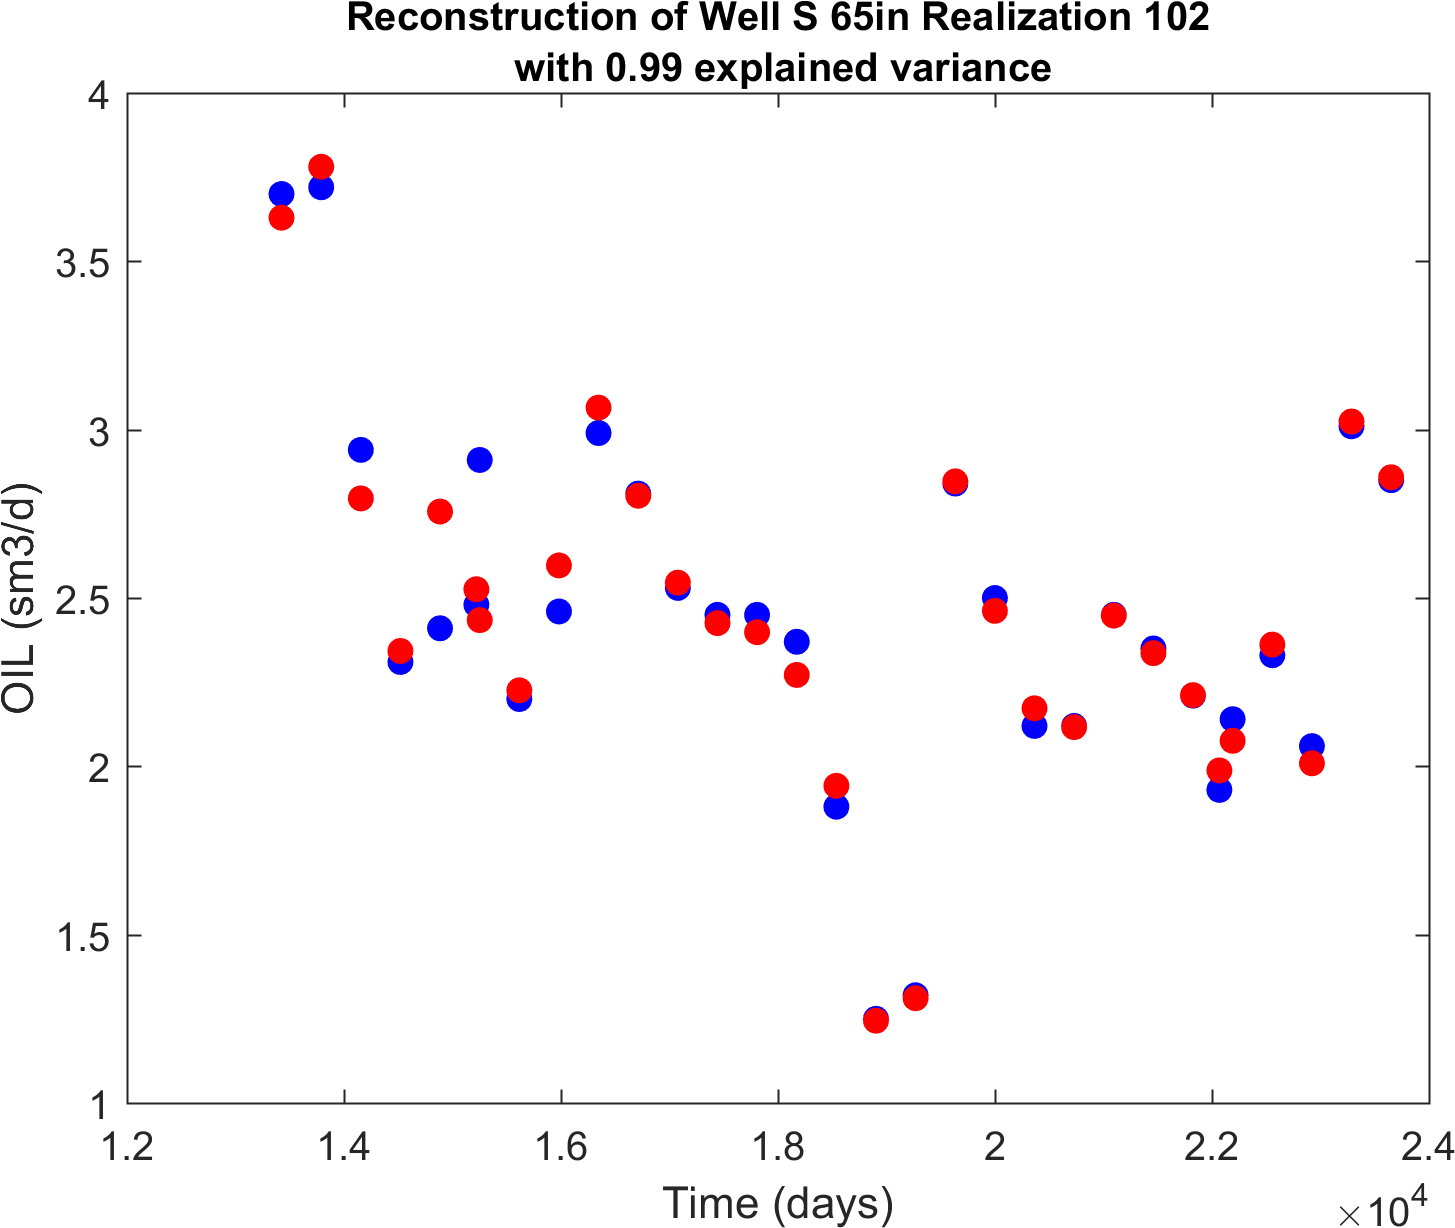 Reconstruction of Well S 65in Realization 102
with 0.99 explained variance
4
3.5
3
2.5
2
1.5
1
OIL (sm3/d)
1.2 1.4 1.6 1.8 2 2.2 2.4
Time (days)
×10⁴